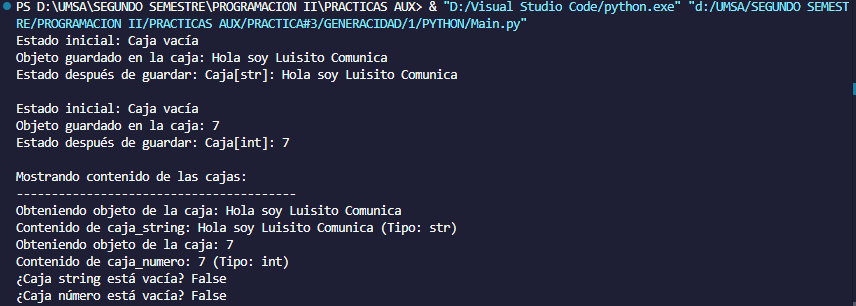 PS D:\UMSA\SEGUNDO SEMESTRE\PROGRAMACION II\PRACTICAS AUX> & "D:/Visual Studio Code/python.exe" "d:/UMSA/SEGUNDO SEMEST
RE/PROGRAMACION II/PRACTICAS AUX/PRACTICA#3/GENERACIDAD/1/PYTHON/Main.py"
Estado inicial: Caja vacía
Objeto guardado en la caja: Hola soy Luisito Comunica
Estado después de guardar: Caja[str]: Hola soy Luisito Comunica

Estado inicial: Caja vacía
Objeto guardado en la caja: 7
Estado después de guardar: Caja[int]: 7

Mostrando contenido de las cajas:
----------------------------------------
Obteniendo objeto de la caja: Hola soy Luisito Comunica
Contenido de caja_string: Hola soy Luisito Comunica (Tipo: str)
Obteniendo objeto de la caja: 7
Contenido de caja_numero: 7 (Tipo: int)
¿Caja string está vacía? False
¿Caja número está vacía? False